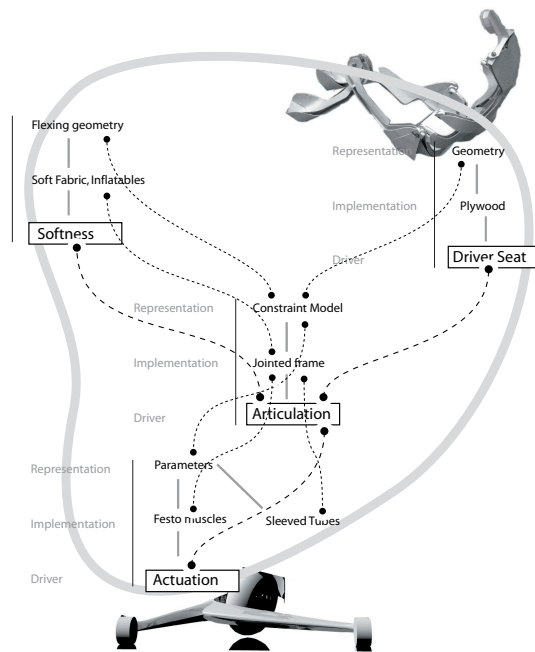 Flexing geometry
Soft Fabric, Inflatables
Softness
Representation
Geometry
Implementation
Plywood
Driver
Driver Seat
Representation
Constraint Model
Implementation
Jointed frame
Driver
Articulation
Representation
Parameters
Implementation
Festo muscles
Sleeved Tubes
Driver
Actuation